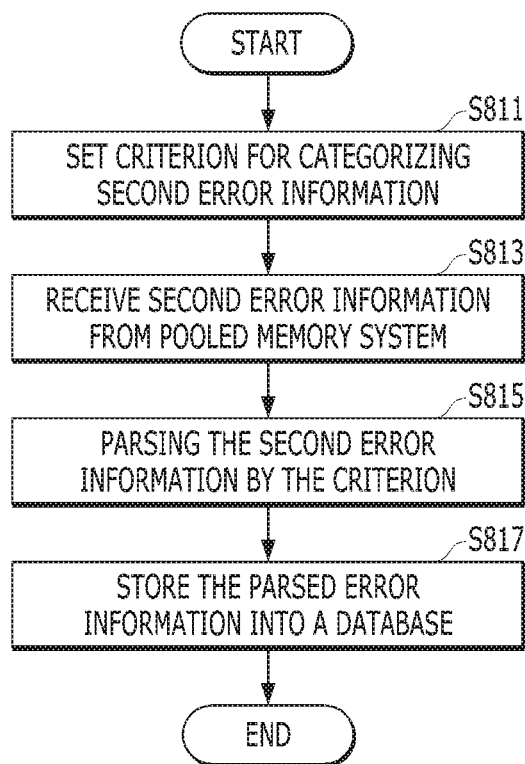 START
S811
SET CRITERION FOR CATEGORIZING
SECOND ERROR INFORMATION
S813
RECEIVE SECOND ERROR INFORMATION
FROM POOLED MEMORY SYSTEM
S815
PARSING THE SECOND ERROR
INFORMATION BY THE CRITERION
S817
STORE THE PARSED ERROR
INFORMATION INTO A DATABASE
END